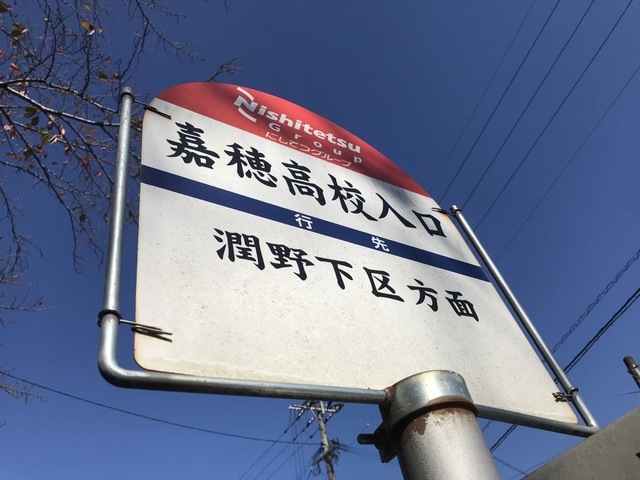 Nishitetsu
Group
にしてつグループ
嘉穂高校入口
行先
潤野下区方面